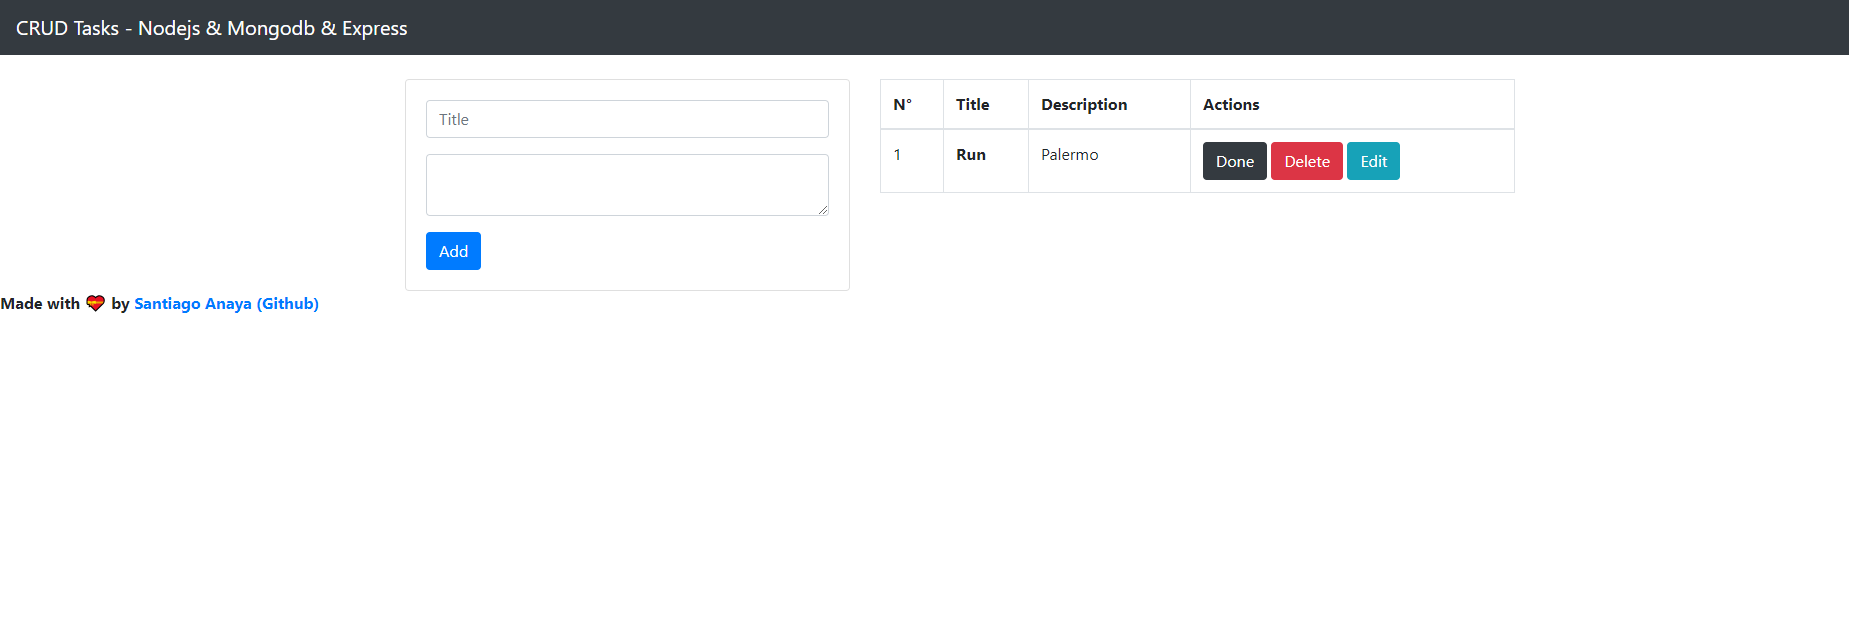 CRUD Tasks - Nodejs & Mongodb & Express
Title
Add
N° Title Description Actions
1 Run Palermo Done Delete Edit
Made with ❤️ by Santiago Anaya (Github)